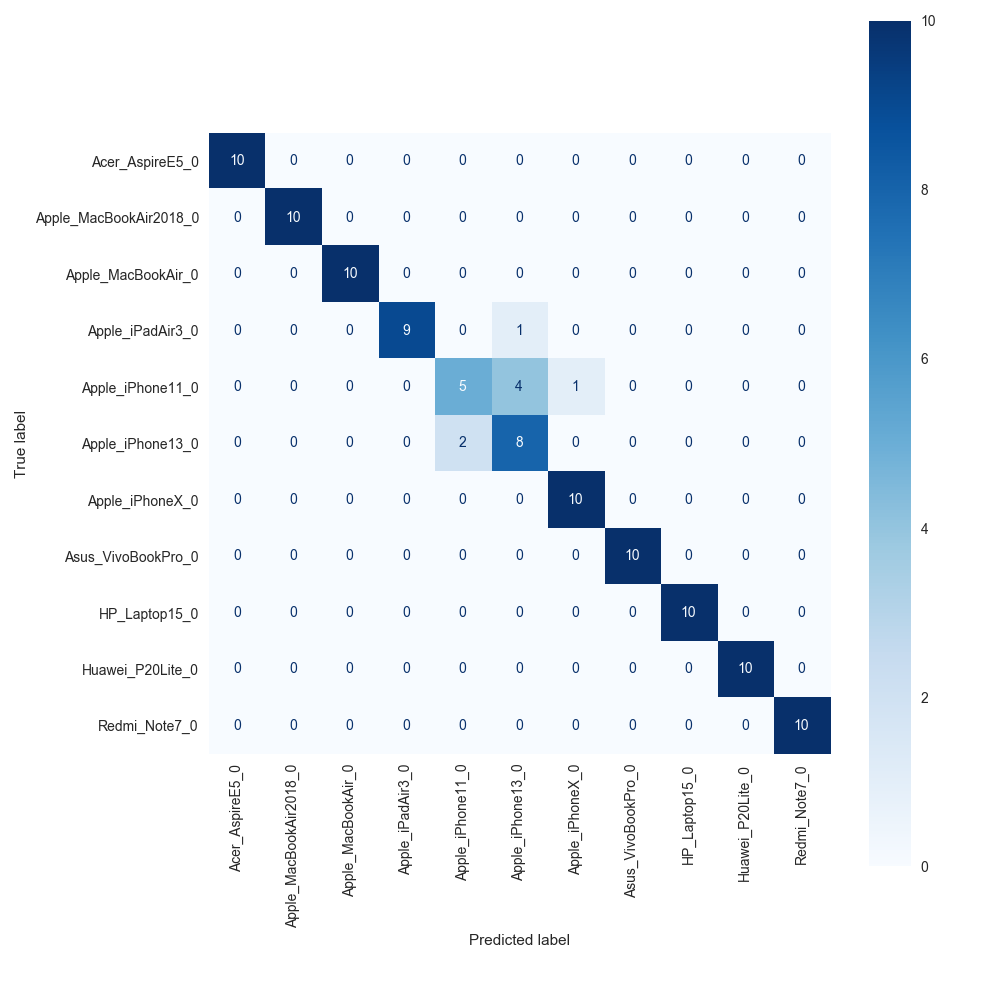 True label
Acer_AspireE5_0 10 0 0 0 0 0 0 0 0 0 0
Apple_MacBookAir2018_0 0 10 0 0 0 0 0 0 0 0 0
Apple_MacBookAir_0 0 0 10 0 0 0 0 0 0 0 0
Apple_iPadAir3_0 0 0 0 9 0 1 0 0 0 0 0
Apple_iPhone11_0 0 0 0 0 5 4 1 0 0 0 0
Apple_iPhone13_0 0 0 0 0 2 8 0 0 0 0 0
Apple_iPhoneX_0 0 0 0 0 0 0 10 0 0 0 0
Asus_VivoBookPro_0 0 0 0 0 0 0 0 10 0 0 0
HP_Laptop15_0 0 0 0 0 0 0 0 0 10 0 0
Huawei_P20Lite_0 0 0 0 0 0 0 0 0 0 10 0
Redmi_Note7_0 0 0 0 0 0 0 0 0 0 0 10
Acer_AspireE5_0
Apple_MacBookAir2018_0
Apple_MacBookAir_0
Apple_iPadAir3_0
Apple_iPhone11_0
Apple_iPhone13_0
Apple_iPhoneX_0
Asus_VivoBookPro_0
HP_Laptop15_0
Huawei_P20Lite_0
Redmi_Note7_0
Predicted label
10
8
6
4
2
0